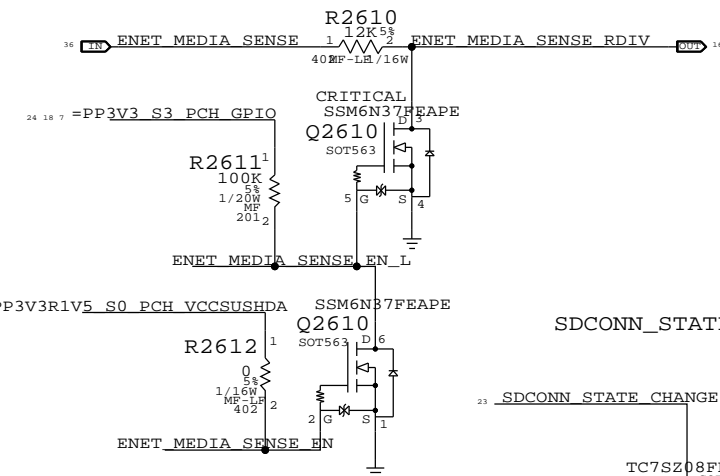 R2610
12K 5%
36 IN ENET_MEDIA_SENSE 1 2 ENET_MEDIA_SENSE_RDIV OUT 16
402 MF-LF 1/16W
CRITICAL
SSM6N37FEAPE
24 18 7 =PP3V3_S3_PCH_GPIO
D 3
Q2610
SOT563
R2611 1
100K
5%
1/20W
MF
201 2
5 G S 4
ENET_MEDIA_SENSE_EN_L
PP3V3R1V5_S0_PCH_VCCSUSHDA
SSM6N37FEAPE
Q2610
SOT563
D 6
SDCONN_STAT
R2612 1
0
5%
1/16W
MF-LF
402 2
23 SDCONN_STATE_CHANGE
2 G S 1
ENET_MEDIA_SENSE_EN
TC7SZ08F